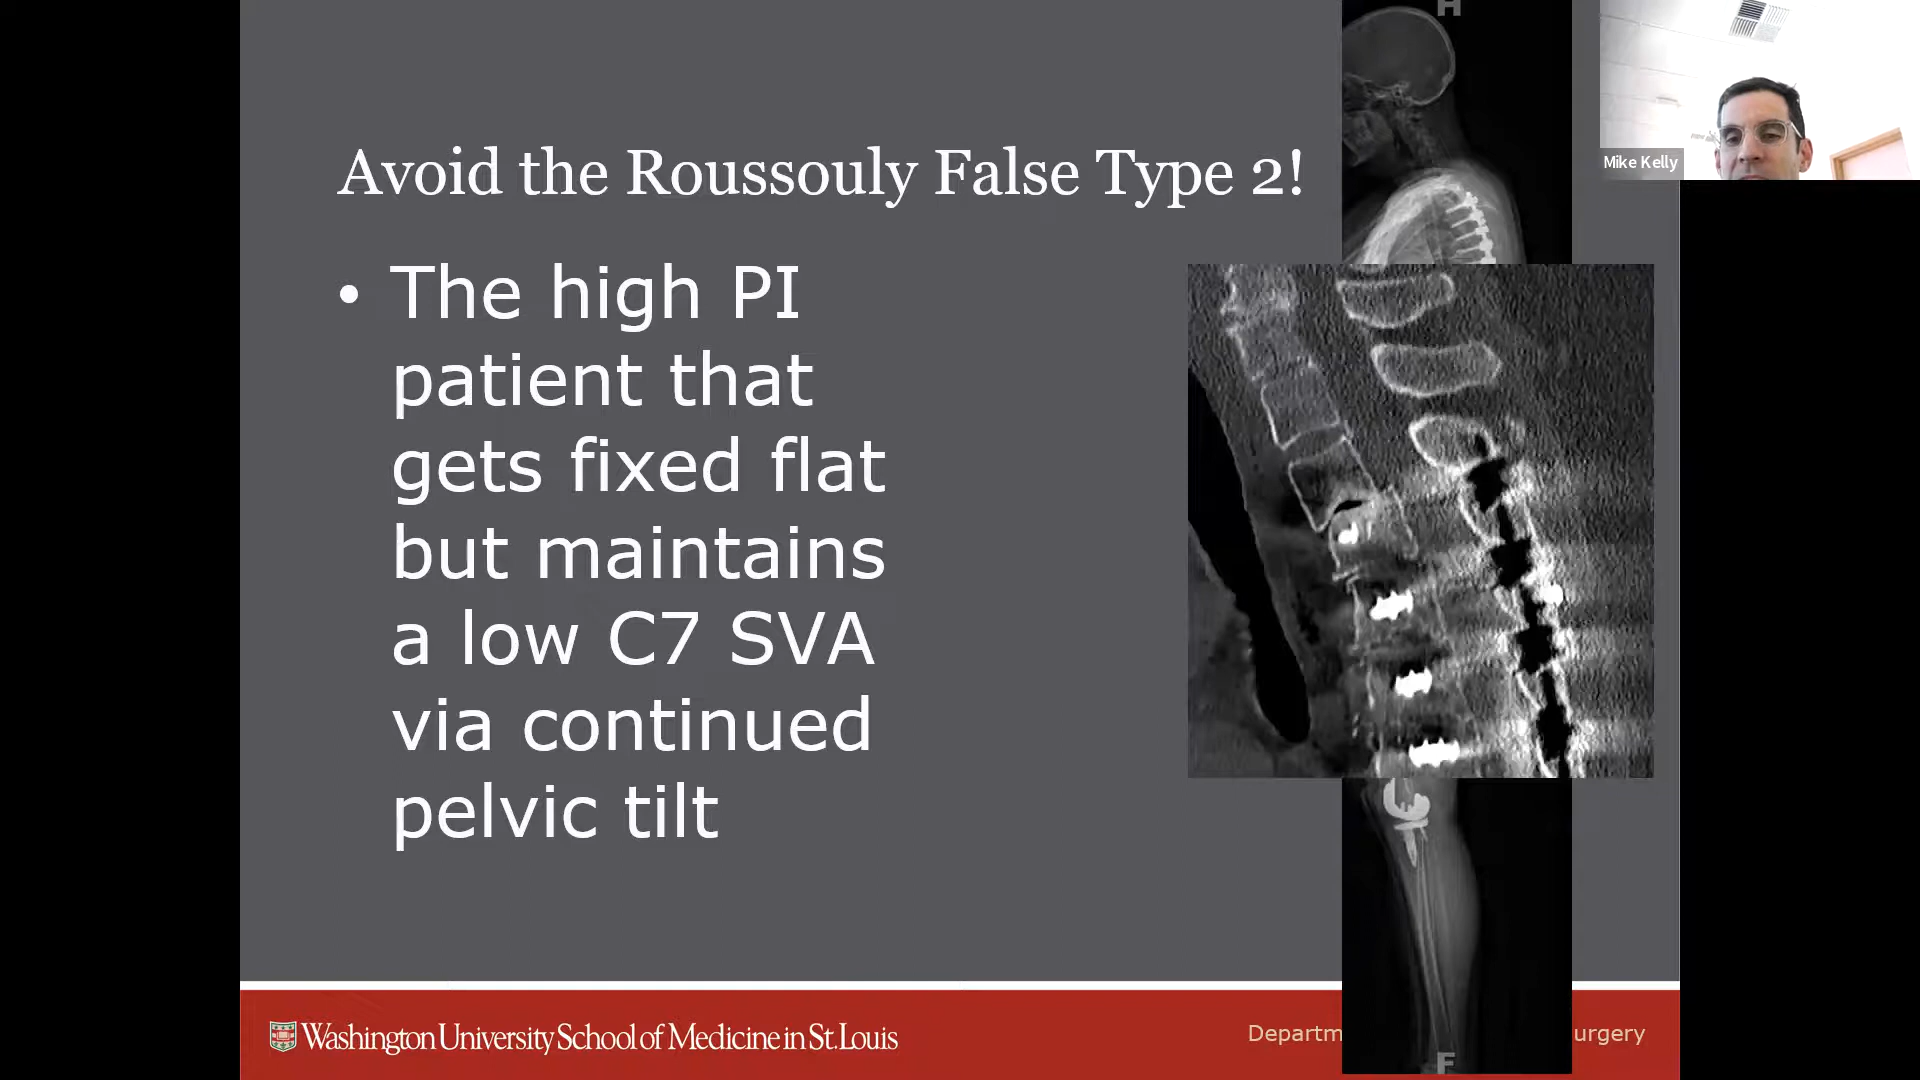 H
Mike Kelly
Avoid the Roussouly False Type 2!
• The high PI
patient that
gets fixed flat
but maintains
a low C7 SVA
via continued
pelvic tilt
Washington University School of Medicine in St. Louis
Departm urgery
F